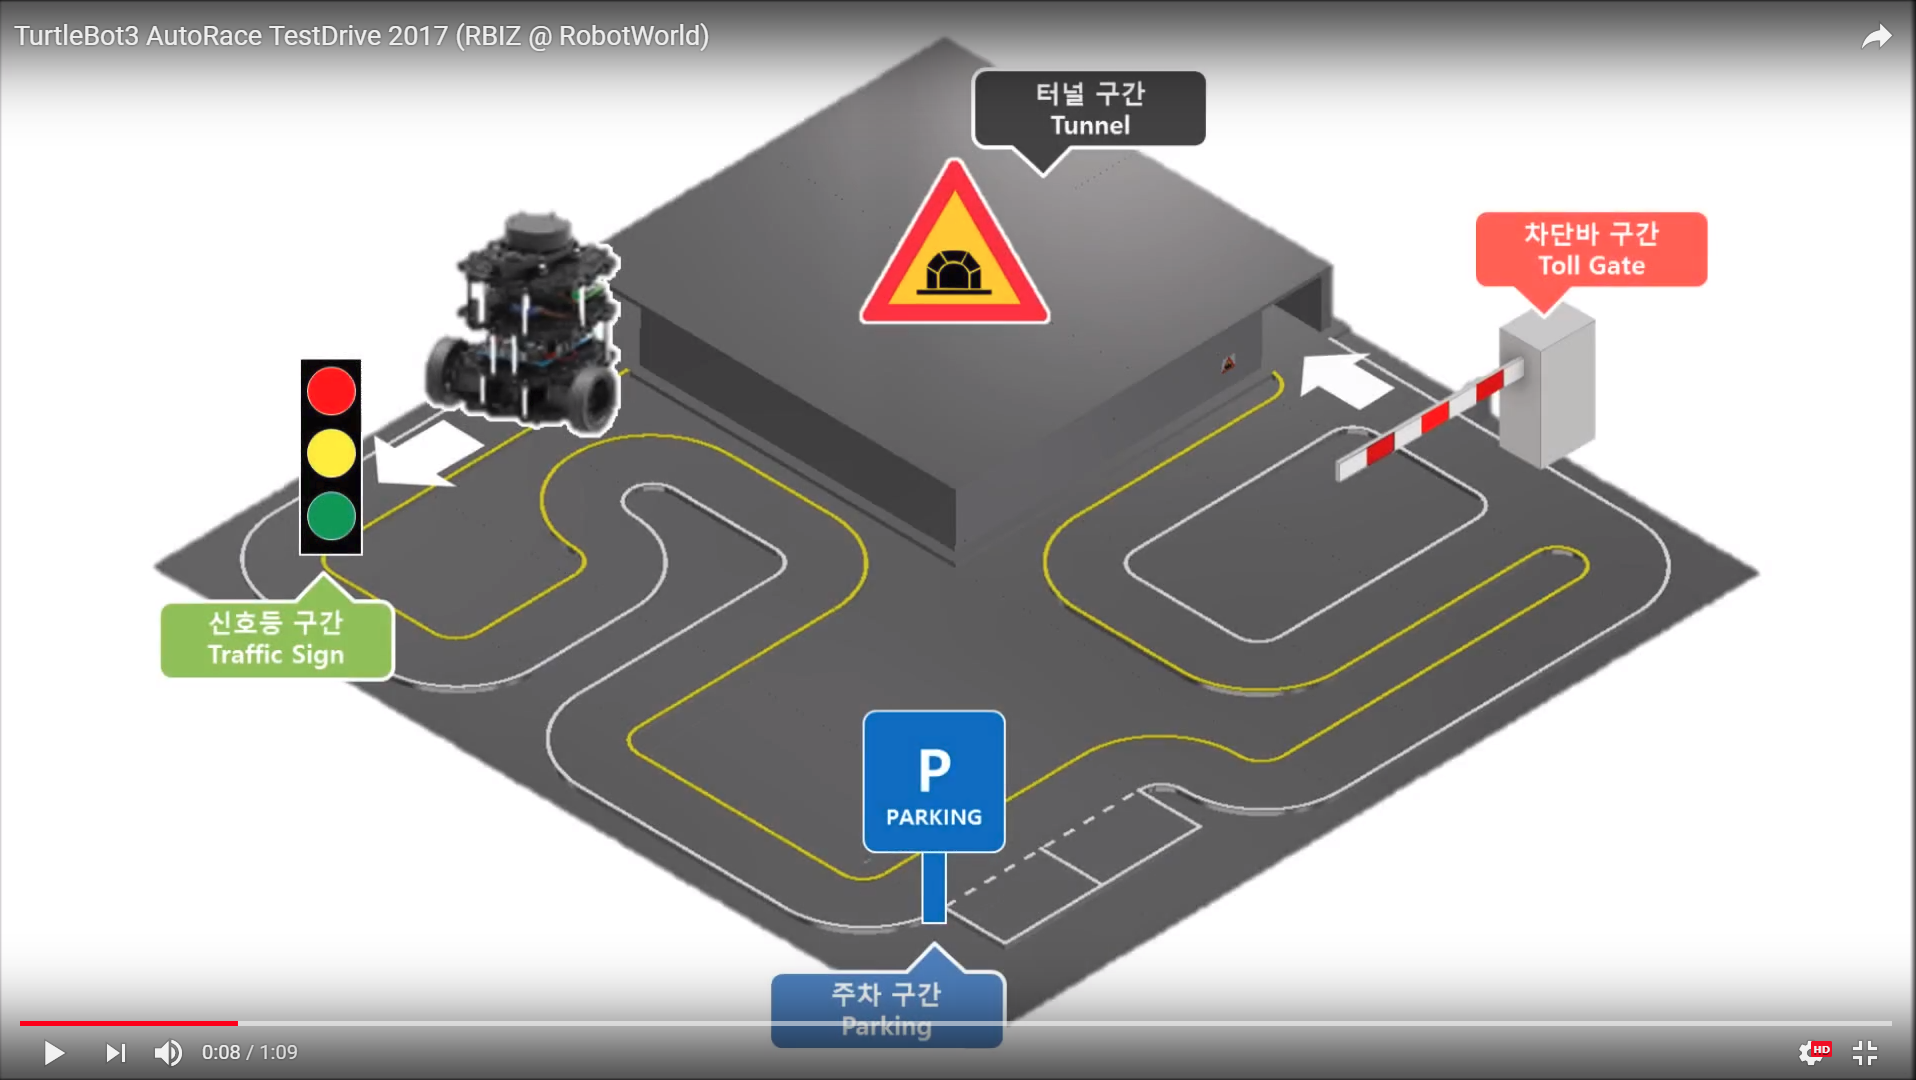 TurtleBot3 AutoRace TestDrive 2017 (RBIZ @ RobotWorld)
터널 구간
Tunnel
차단바 구간
Toll Gate
신호등 구간
Traffic Sign
P
PARKING
주차 구간
Parking
0:08 / 1:09
HD